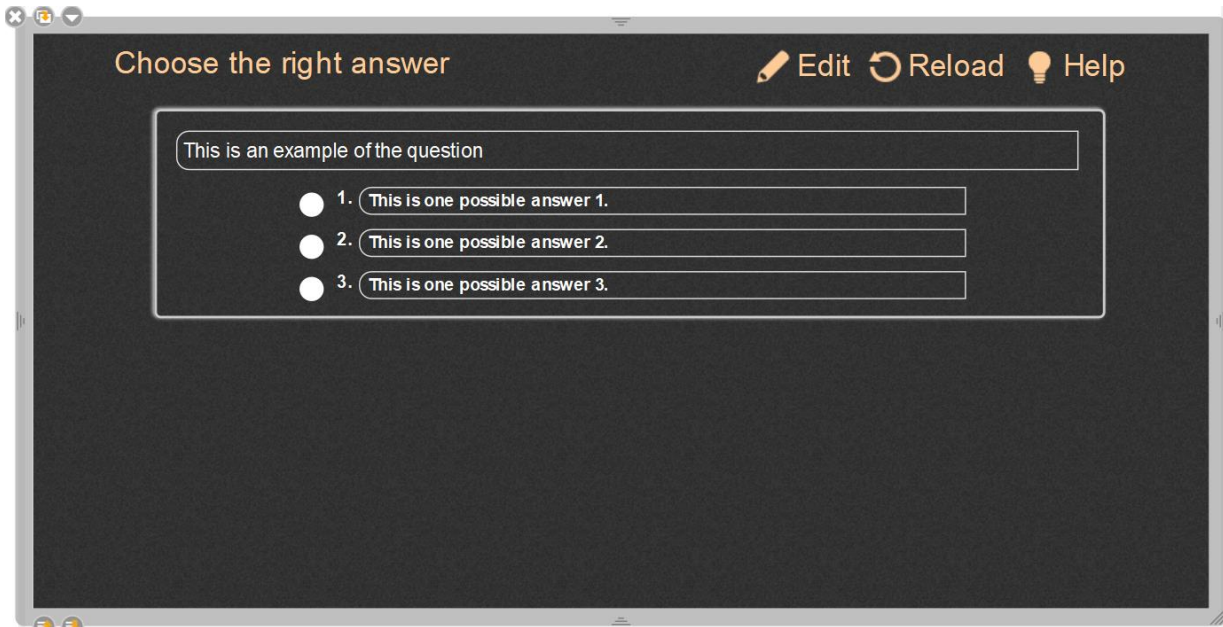 Choose the right answer
Edit Reload Help
This is an example of the question
1. This is one possible answer 1.
2. This is one possible answer 2.
3. This is one possible answer 3.